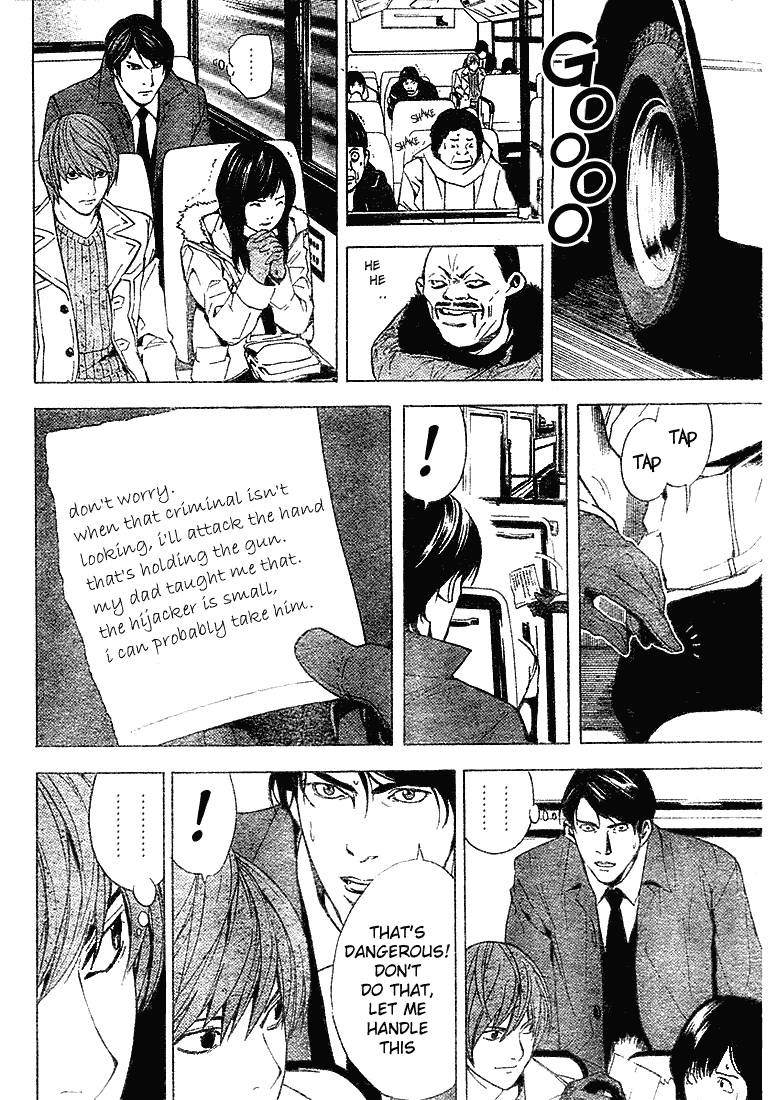 GOOOO
SHAKE
SHAKE
HE
HE
..
TAP
TAP
!
don't worry.
when that criminal isn't
looking, i'll attack the hand
that's holding the gun.
my dad taught me that.
the hijacker is small,
i can probably take him.
......
THAT'S
DANGEROUS!
DON'T
DO THAT,
LET ME
HANDLE
THIS
!
......